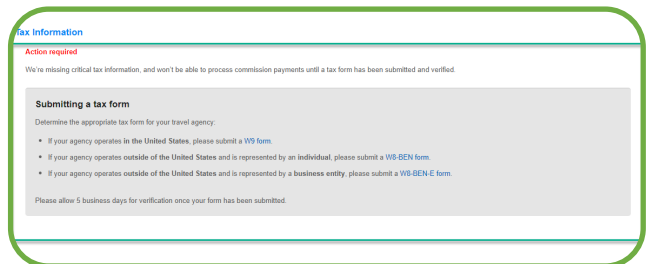 Tax Information
Action required
We're missing critical tax information, and won't be able to process commission payments until a tax form has been submitted and verified.
Submitting a tax form
Determine the appropriate tax form for your travel agency:
• If your agency operates in the United States, please submit a W9 form.
• If your agency operates outside of the United States and is represented by an individual, please submit a W8-BEN form.
• If your agency operates outside of the United States and is represented by a business entity, please submit a W8-BEN-E form.
Please allow 5 business days for verification once your form has been submitted.